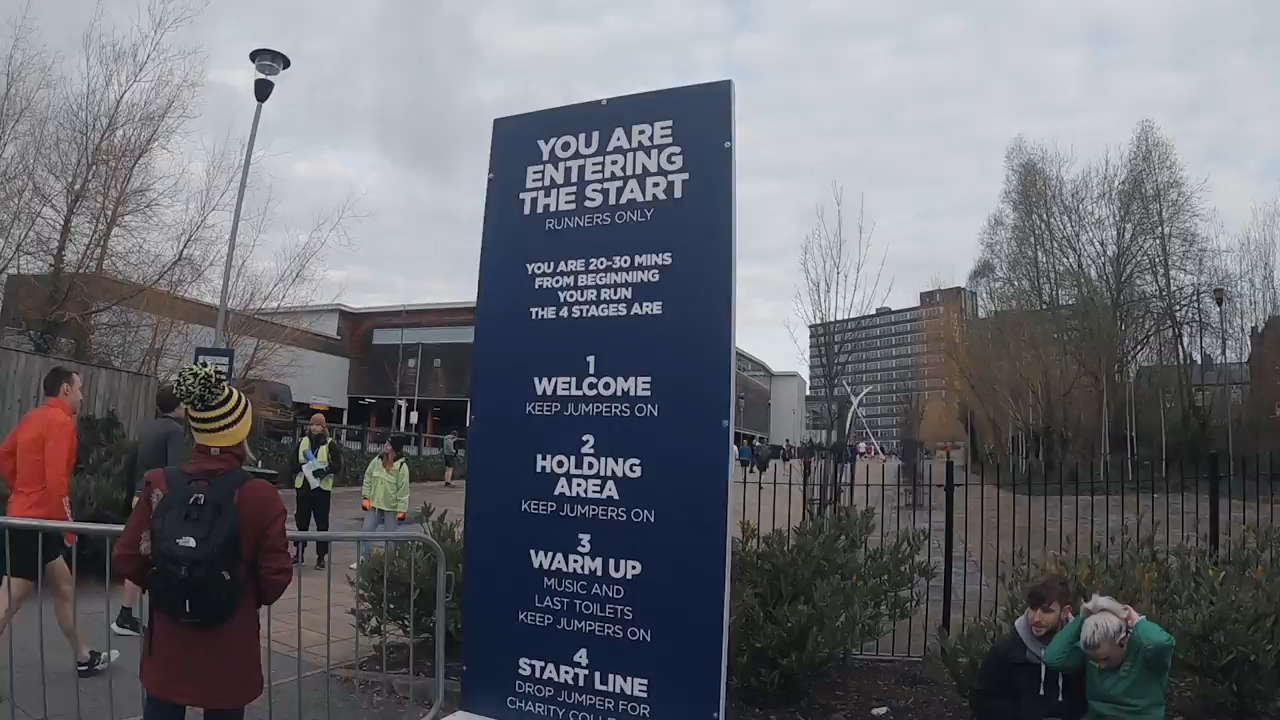 YOU ARE
ENTERING
THE START
RUNNERS ONLY
YOU ARE 20-30 MINS
FROM BEGINNING
YOUR RUN
THE 4 STAGES ARE
1
WELCOME
KEEP JUMPERS ON
2
HOLDING
AREA
KEEP JUMPERS ON
3
WARM UP
MUSIC AND
LAST TOILETS
KEEP JUMPERS ON
4
START LINE
DROP JUMPER FOR
CHARITY